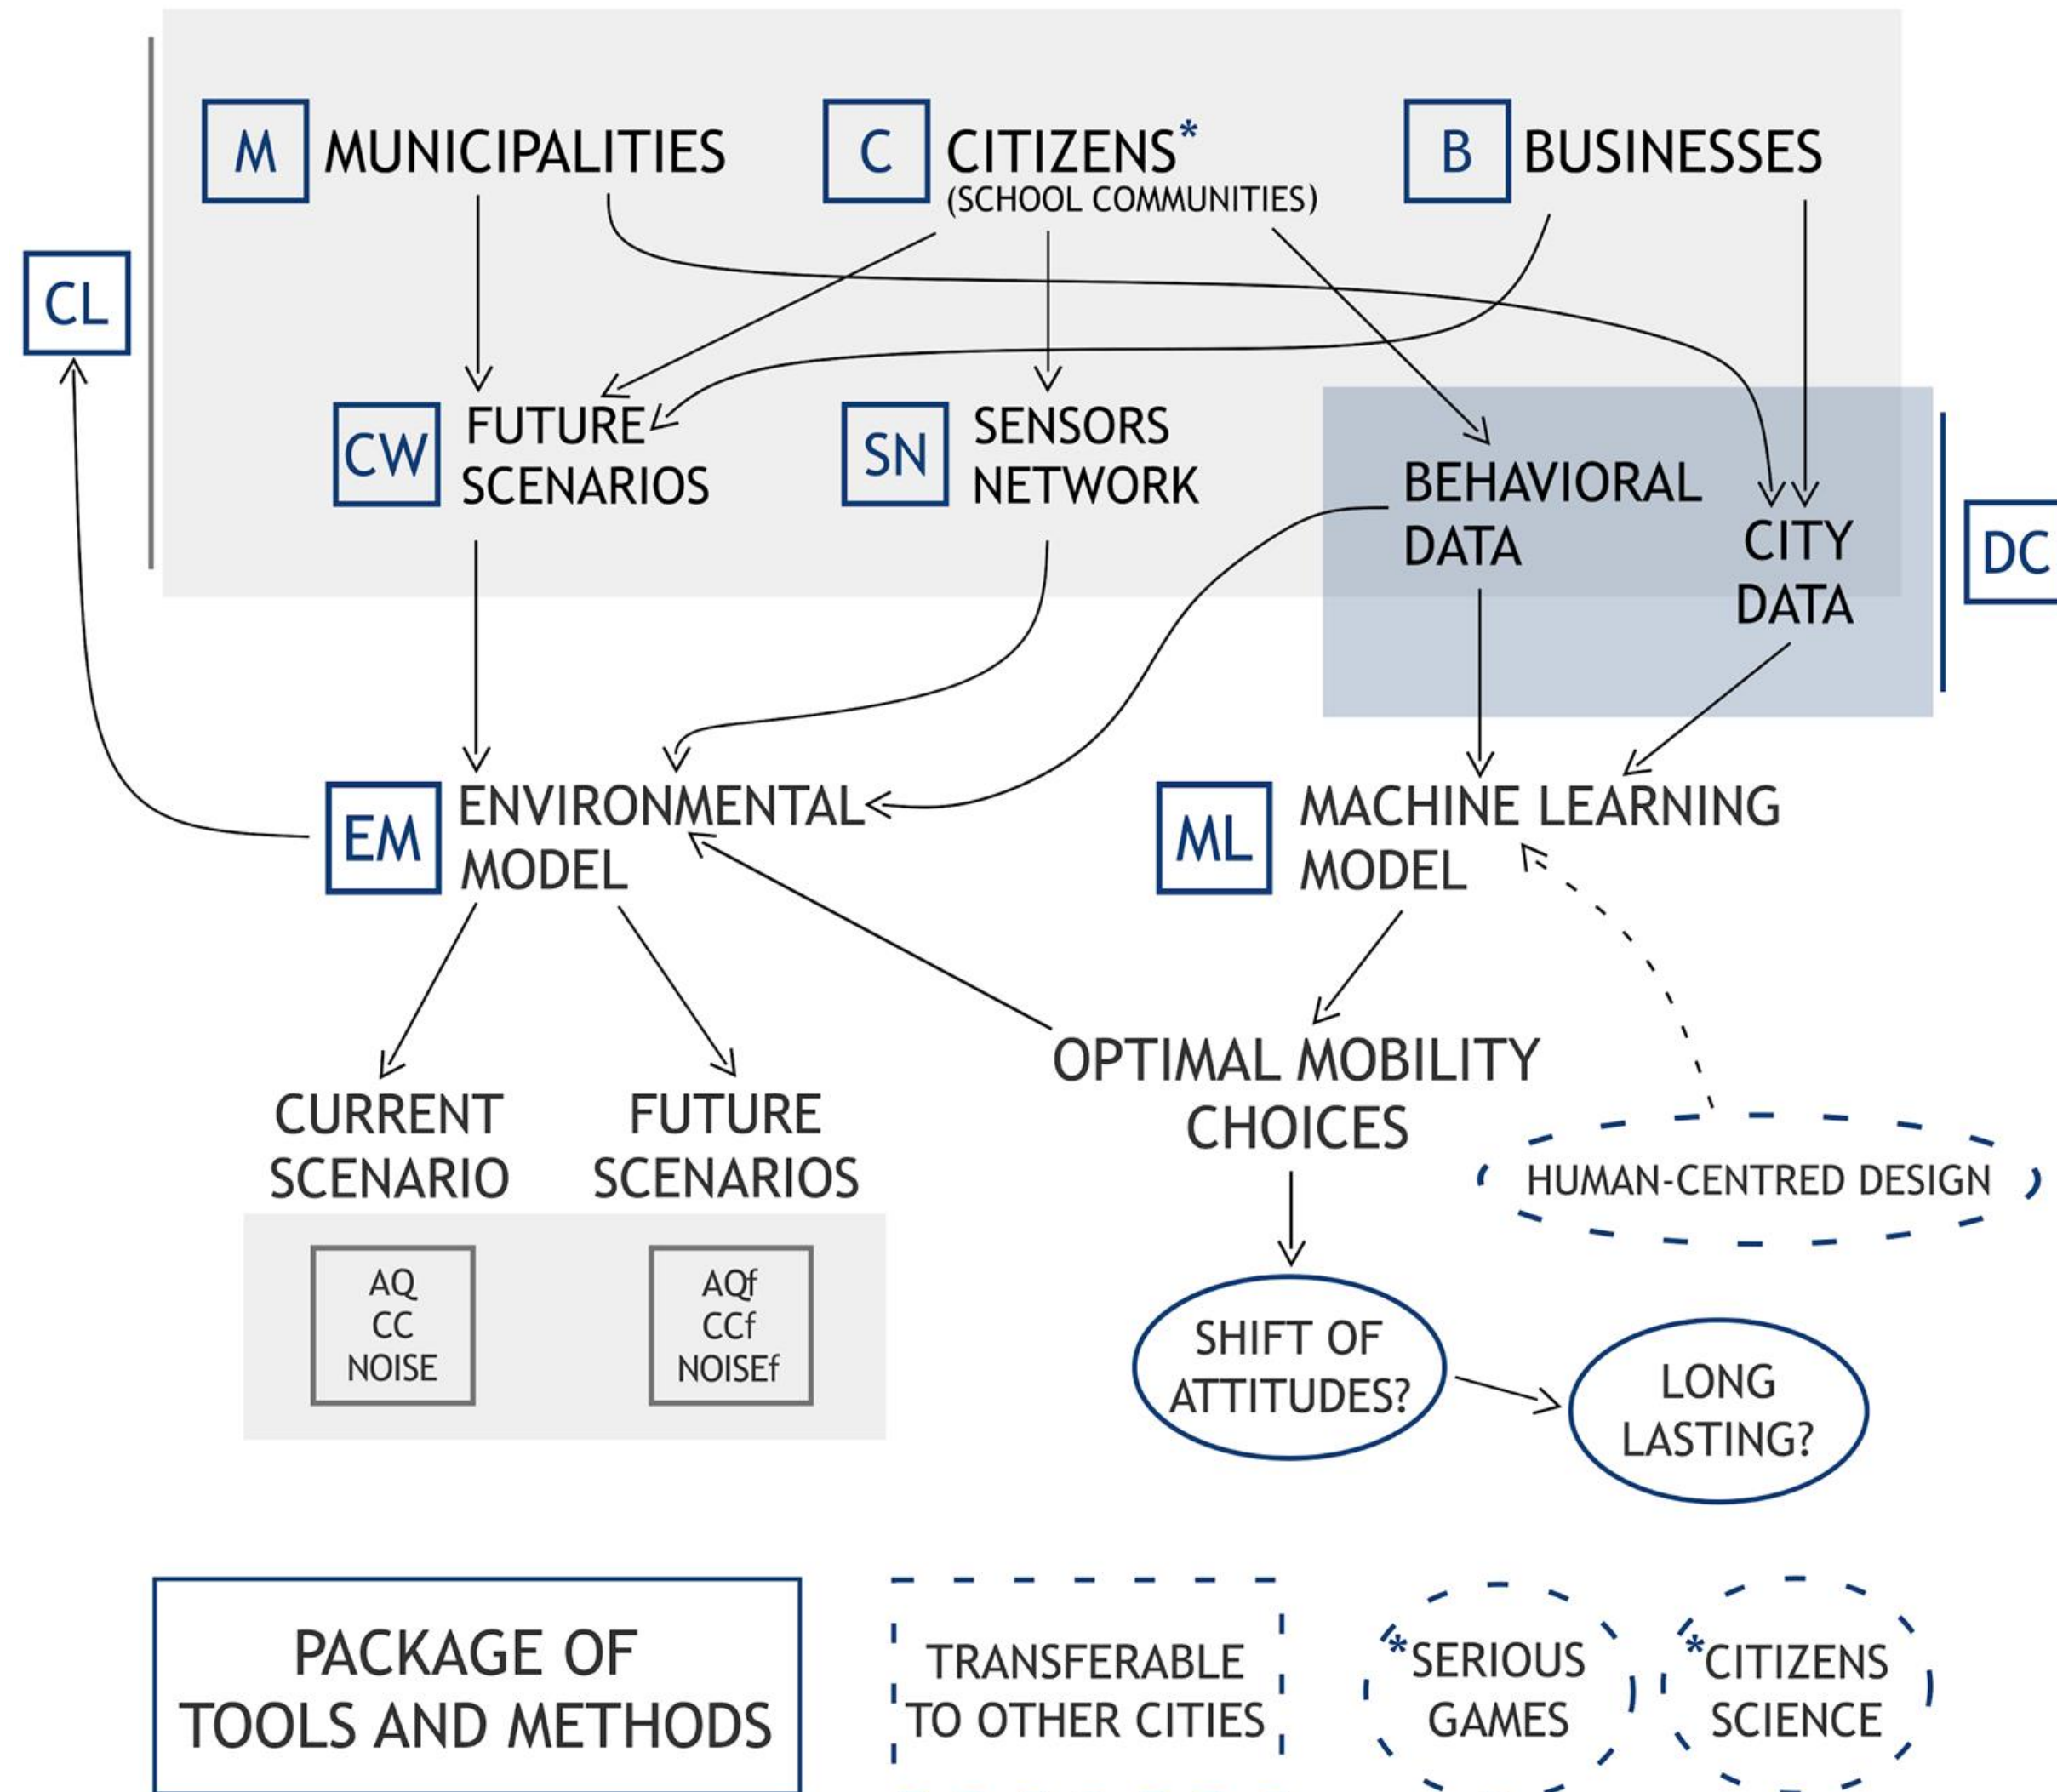 M MUNICIPALITIES
C CITIZENS*
(SCHOOL COMMUNITIES)
B BUSINESSES
CL
CW
FUTURE
SCENARIOS
SN
SENSORS
NETWORK
BEHAVIORAL
DATA
CITY
DATA
DC
EM
ENVIRONMENTAL
MODEL
ML
MACHINE LEARNING
MODEL
CURRENT
SCENARIO
FUTURE
SCENARIOS
OPTIMAL MOBILITY
CHOICES
HUMAN-CENTRED DESIGN
AQ
CC
NOISE
AQf
CCf
NOISEf
SHIFT OF
ATTITUDES?
LONG
LASTING?
PACKAGE OF
TOOLS AND METHODS
TRANSFERABLE
TO OTHER CITIES
*SERIOUS
GAMES
*CITIZENS
SCIENCE